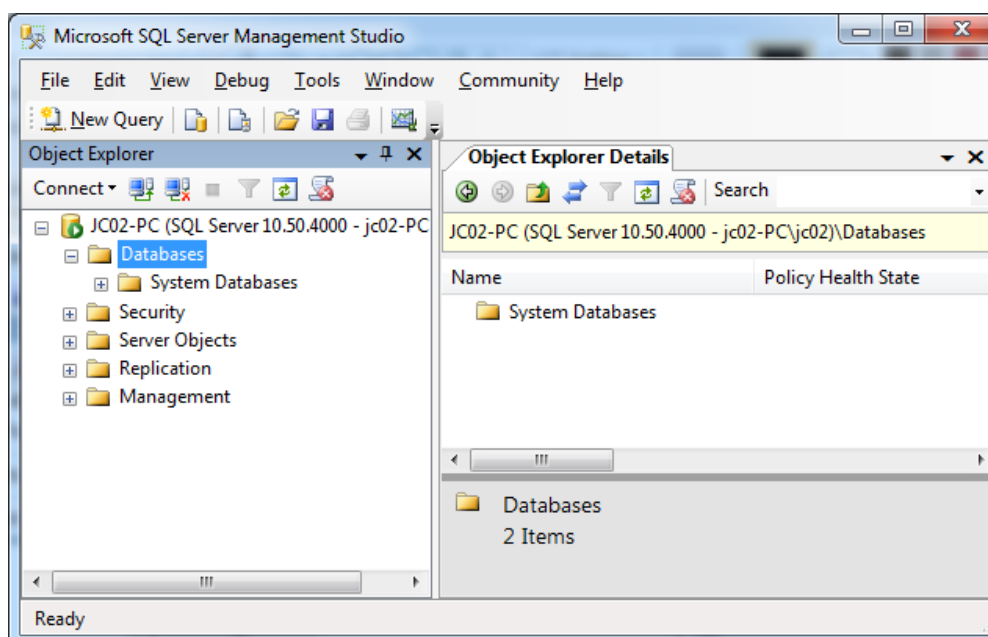 Microsoft SQL Server Management Studio
File Edit View Debug Tools Window Community Help
New Query
Object Explorer
Connect
JC02-PC (SQL Server 10.50.4000 - jc02-PC
Databases
System Databases
Security
Server Objects
Replication
Management
Object Explorer Details
Search
JC02-PC (SQL Server 10.50.4000 - jc02-PC\jc02)\Databases
Name Policy Health State
System Databases
Databases
2 Items
Ready